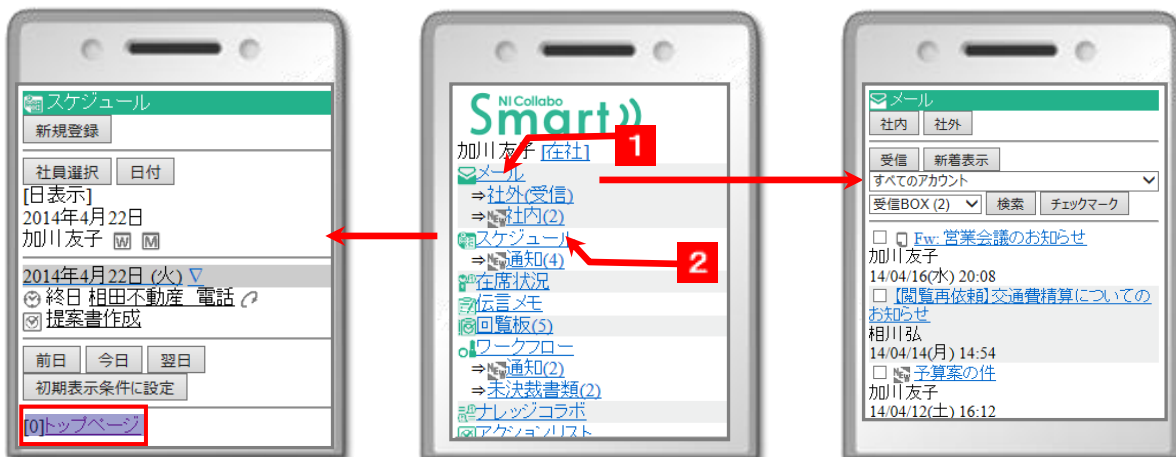 スケジュール
新規登録
社員選択 日付
[日表示]
2014年4月22日
加川友子 W M
2014年4月22日 (火) ▽
終日 相田不動産 電話
提案書作成
前日 今日 翌日
初期表示条件に設定
[0]トップページ
NI Collabo
Smart
加川友子 [在社]
1
メール
⇒社外(受信)
⇒NEW社内(2)
スケジュール
2
⇒NEW通知(4)
在席状況
伝言メモ
回覧板(5)
ワークフロー
⇒NEW通知(2)
⇒未決裁書類(2)
ナレッジコラボ
アクションリスト
メール
社内 社外
受信 新着表示
すべてのアカウント
受信BOX (2) 検索 チェックマーク
Fw: 営業会議のお知らせ
加川友子
14/04/16(水) 20:08
【閲覧再依頼】交通費精算についての
お知らせ
相川弘
14/04/14(月) 14:54
NEW 予算案の件
加川友子
14/04/12(土) 16:12